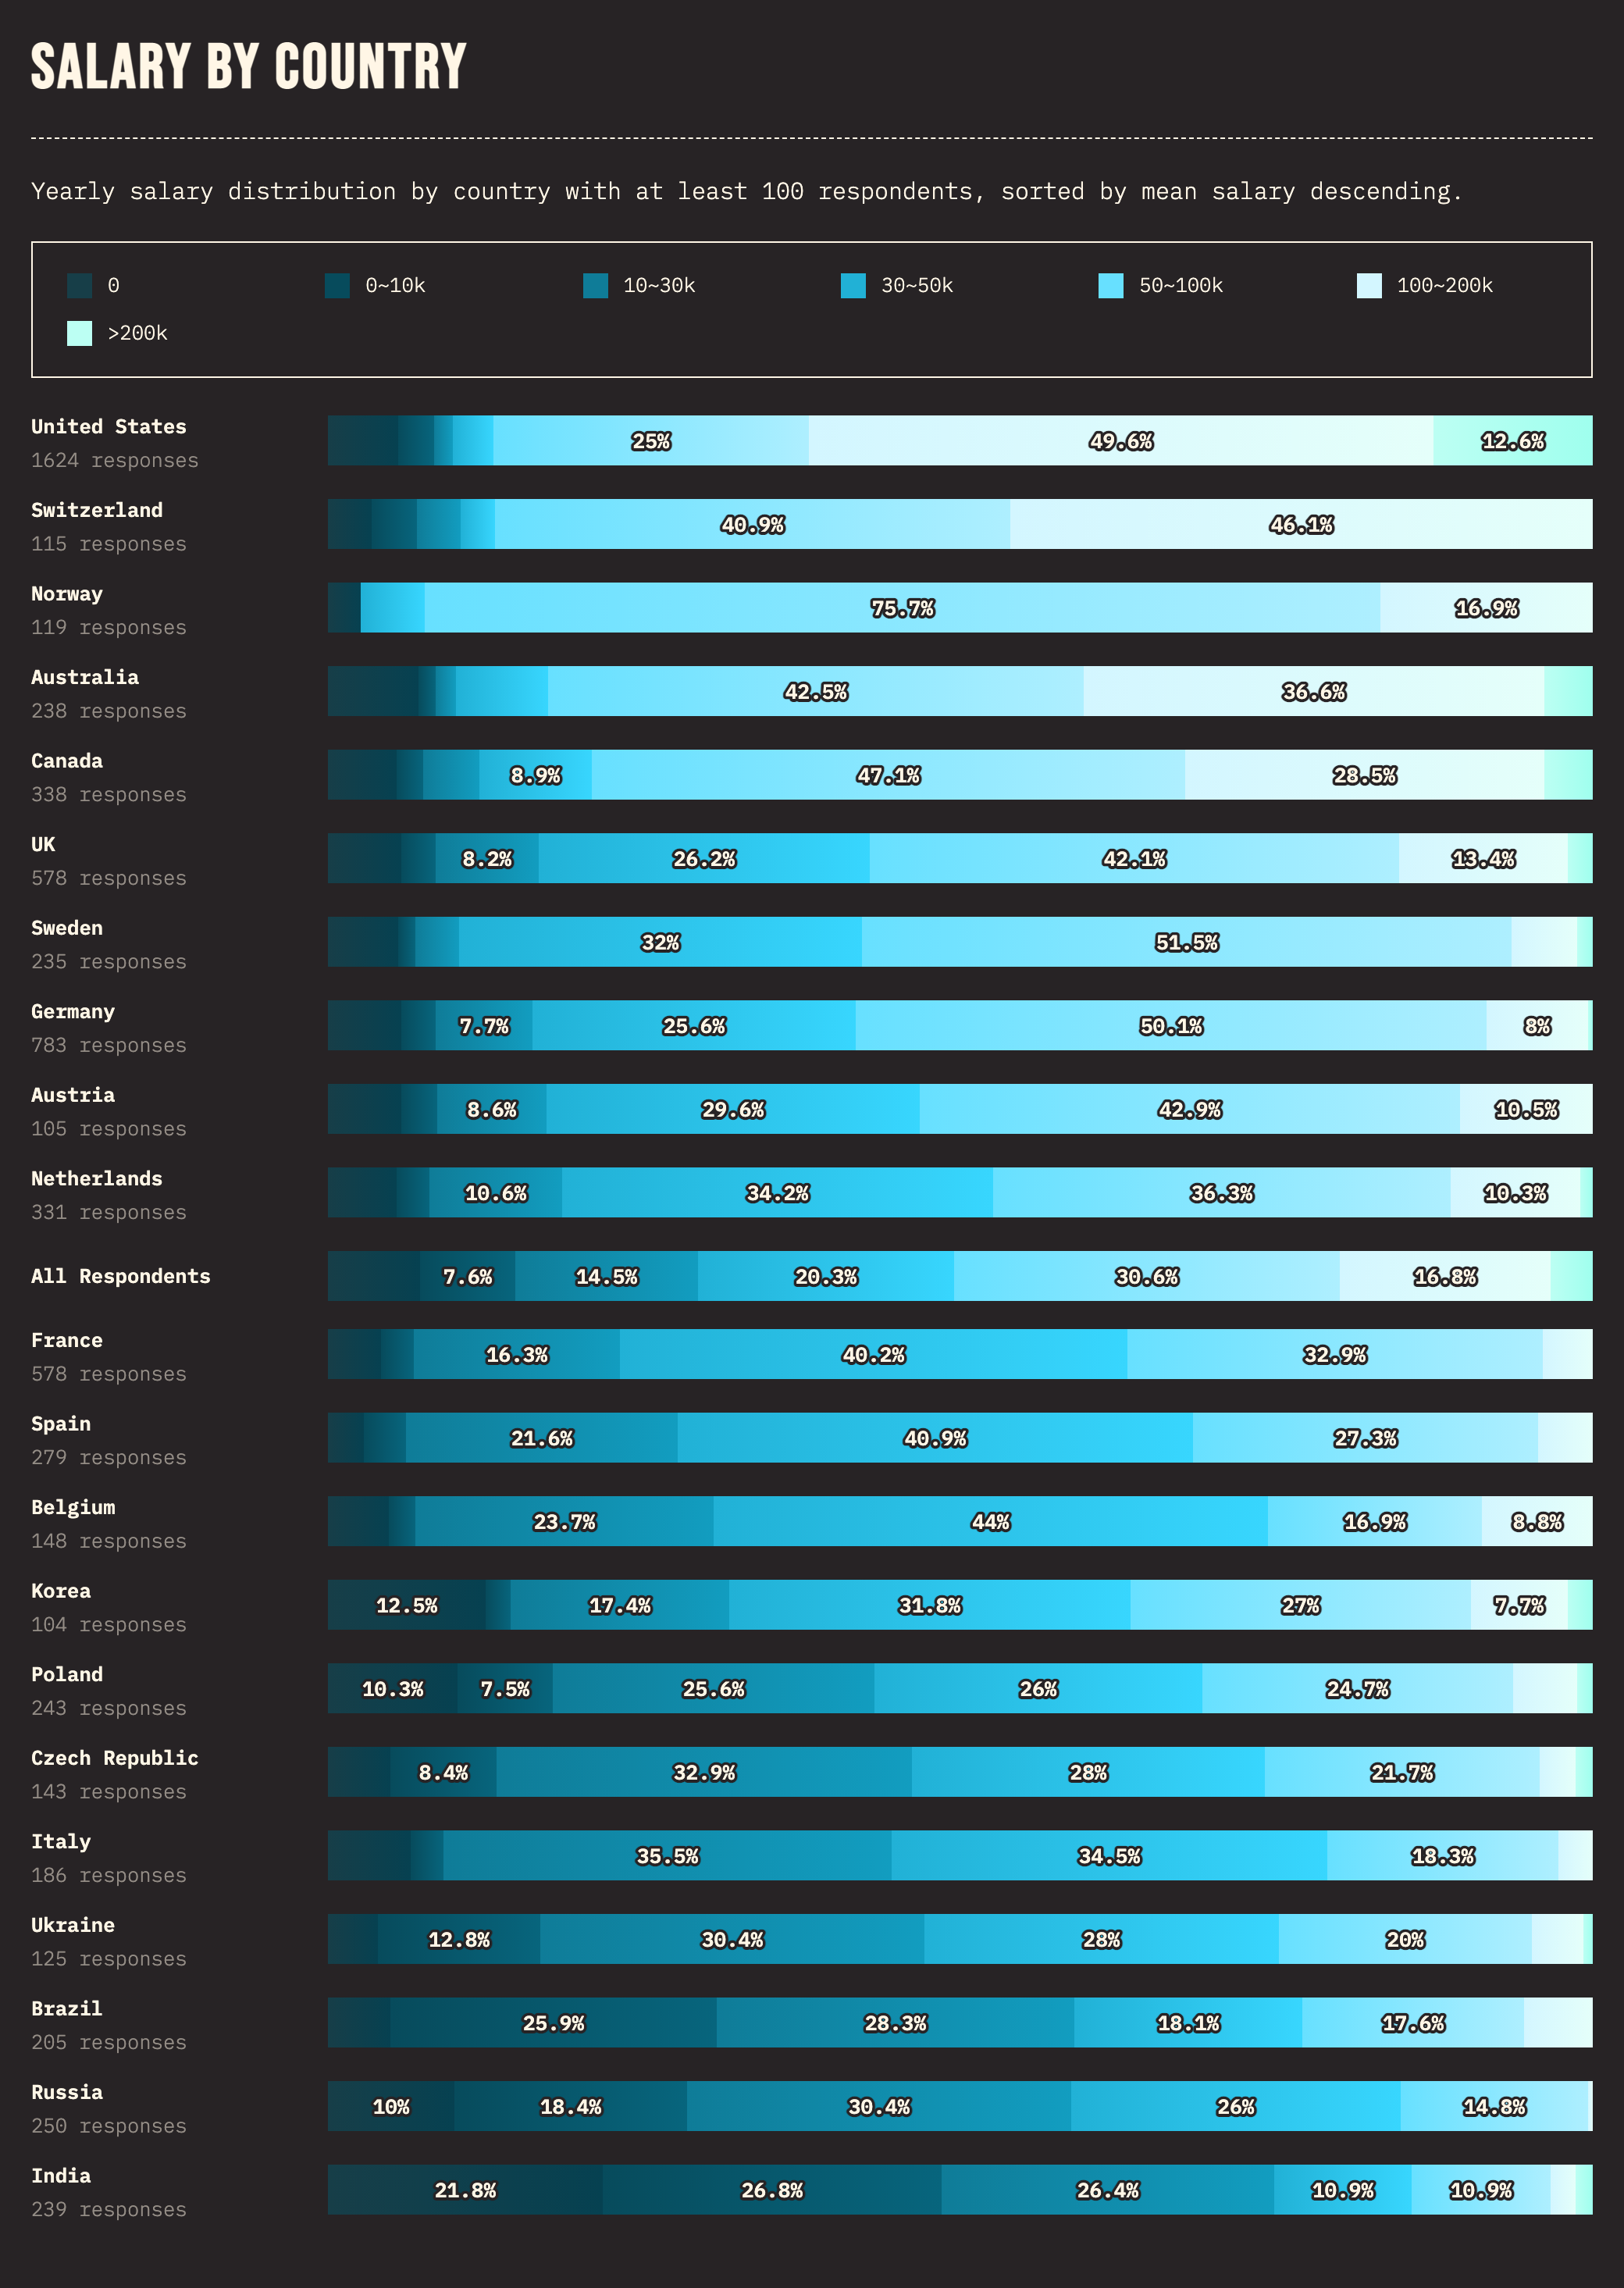 SALARY BY COUNTRY
Yearly salary distribution by country with at least 100 respondents, sorted by mean salary descending.
0 0~10k 10~30k 30~50k 50~100k 100~200k
>200k
United States
1624 responses
25% 49.6% 12.6%
Switzerland
115 responses
40.9% 46.1%
Norway
119 responses
75.7% 16.9%
Australia
238 responses
42.5% 36.6%
Canada
338 responses
8.9% 47.1% 28.5%
UK
578 responses
8.2% 26.2% 42.1% 13.4%
Sweden
235 responses
32% 51.5%
Germany
783 responses
7.7% 25.6% 50.1% 8%
Austria
105 responses
8.6% 29.6% 42.9% 10.5%
Netherlands
331 responses
10.6% 34.2% 36.3% 10.3%
All Respondents
7.6% 14.5% 20.3% 30.6% 16.8%
France
578 responses
16.3% 40.2% 32.9%
Spain
279 responses
21.6% 40.9% 27.3%
Belgium
148 responses
23.7% 44% 16.9% 8.8%
Korea
104 responses
12.5% 17.4% 31.8% 27% 7.7%
Poland
243 responses
10.3% 7.5% 25.6% 26% 24.7%
Czech Republic
143 responses
8.4% 32.9% 28% 21.7%
Italy
186 responses
35.5% 34.5% 18.3%
Ukraine
125 responses
12.8% 30.4% 28% 20%
Brazil
205 responses
25.9% 28.3% 18.1% 17.6%
Russia
250 responses
10% 18.4% 30.4% 26% 14.8%
India
239 responses
21.8% 26.8% 26.4% 10.9% 10.9%